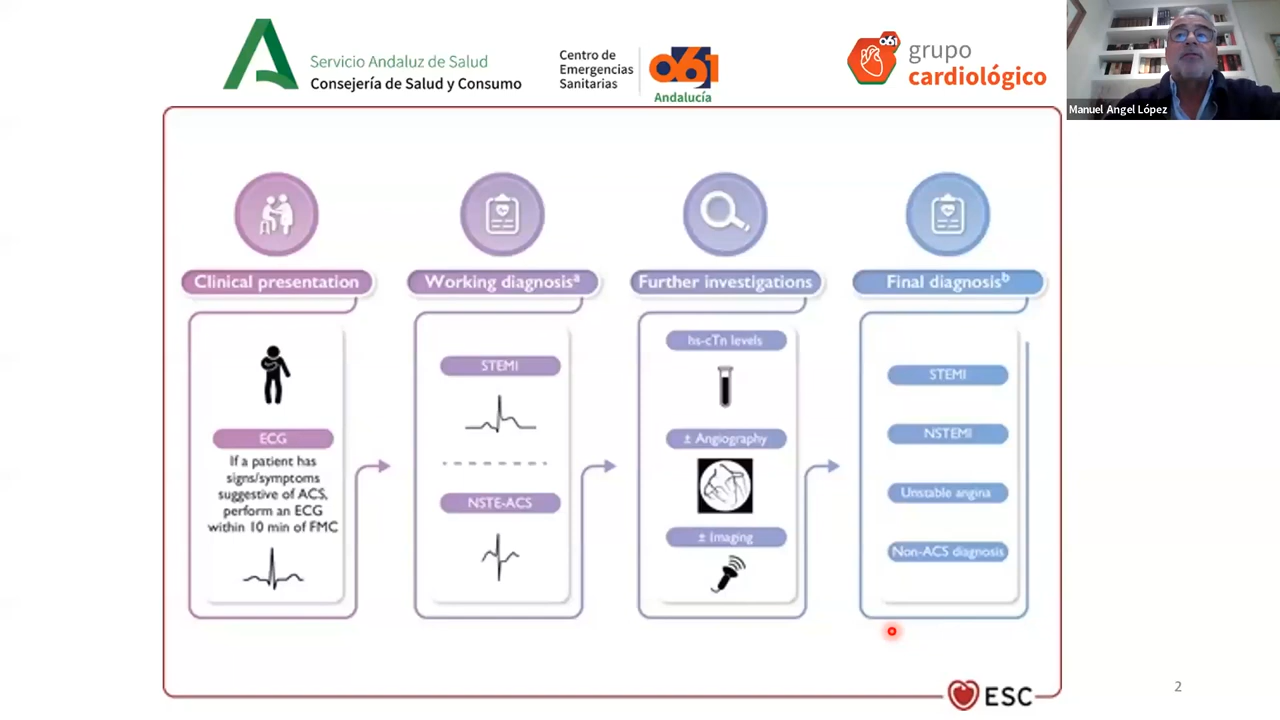 Servicio Andaluz de Salud
Consejería de Salud y Consumo
Centro de
Emergencias
Sanitarias
061
Andalucía
061
grupo
cardiológico
Manuel Angel López
Clinical presentation
Working diagnosisᵃ
Further investigations
Final diagnosisᵇ
ECG
If a patient has
signs/symptoms
suggestive of ACS,
perform an ECG
within 10 min of FMC
STEMI
NSTE-ACS
hs-cTn levels
± Angiography
± Imaging
STEMI
NSTEMI
Unstable angina
Non-ACS diagnosis
ESC
2